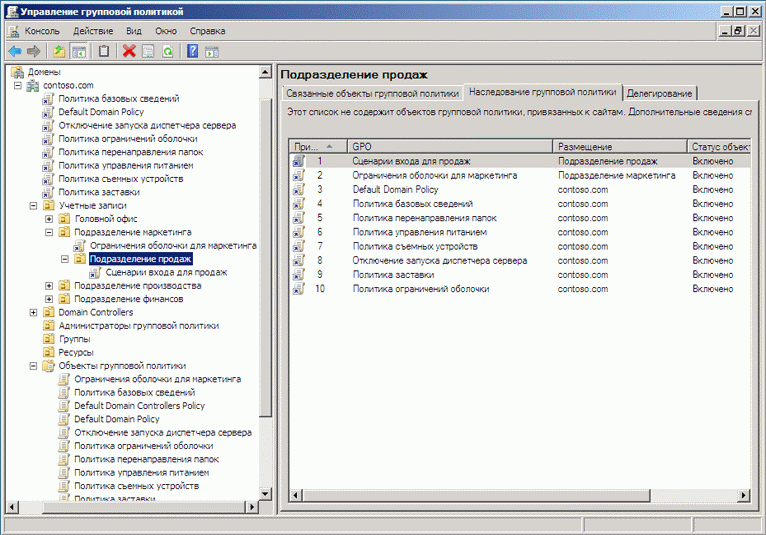 Управление групповой политикой
Консоль Действие Вид Окно Справка
Домены
contoso.com
Политика базовых сведений
Default Domain Policy
Отключение запуска диспетчера сервера
Политика ограничений оболочки
Политика перенаправления папок
Политика управления питанием
Политика съемных устройств
Политика заставки
Учетные записи
Головной офис
Подразделение маркетинга
Ограничения оболочки для маркетинга
Подразделение продаж
Сценарии входа для продаж
Подразделение производства
Подразделение финансов
Domain Controllers
Администраторы групповой политики
Группы
Ресурсы
Объекты групповой политики
Ограничения оболочки для маркетинга
Политика базовых сведений
Default Domain Controllers Policy
Default Domain Policy
Отключение запуска диспетчера сервера
Политика ограничений оболочки
Политика перенаправления папок
Политика управления питанием
Политика съемных устройств
Политика заставки
Подразделение продаж
Связанные объекты групповой политики Наследование групповой политики Делегирование
Этот список не содержит объектов групповой политики, привязанных к сайтам. Дополнительные сведения сг
При... GPO Размещение Статус объект
1 Сценарии входа для продаж Подразделение продаж Включено
2 Ограничения оболочки для маркетинга Подразделение маркетинга Включено
3 Default Domain Policy contoso.com Включено
4 Политика базовых сведений contoso.com Включено
5 Политика перенаправления папок contoso.com Включено
6 Политика управления питанием contoso.com Включено
7 Политика съемных устройств contoso.com Включено
8 Отключение запуска диспетчера сервера contoso.com Включено
9 Политика заставки contoso.com Включено
10 Политика ограничений оболочки contoso.com Включено